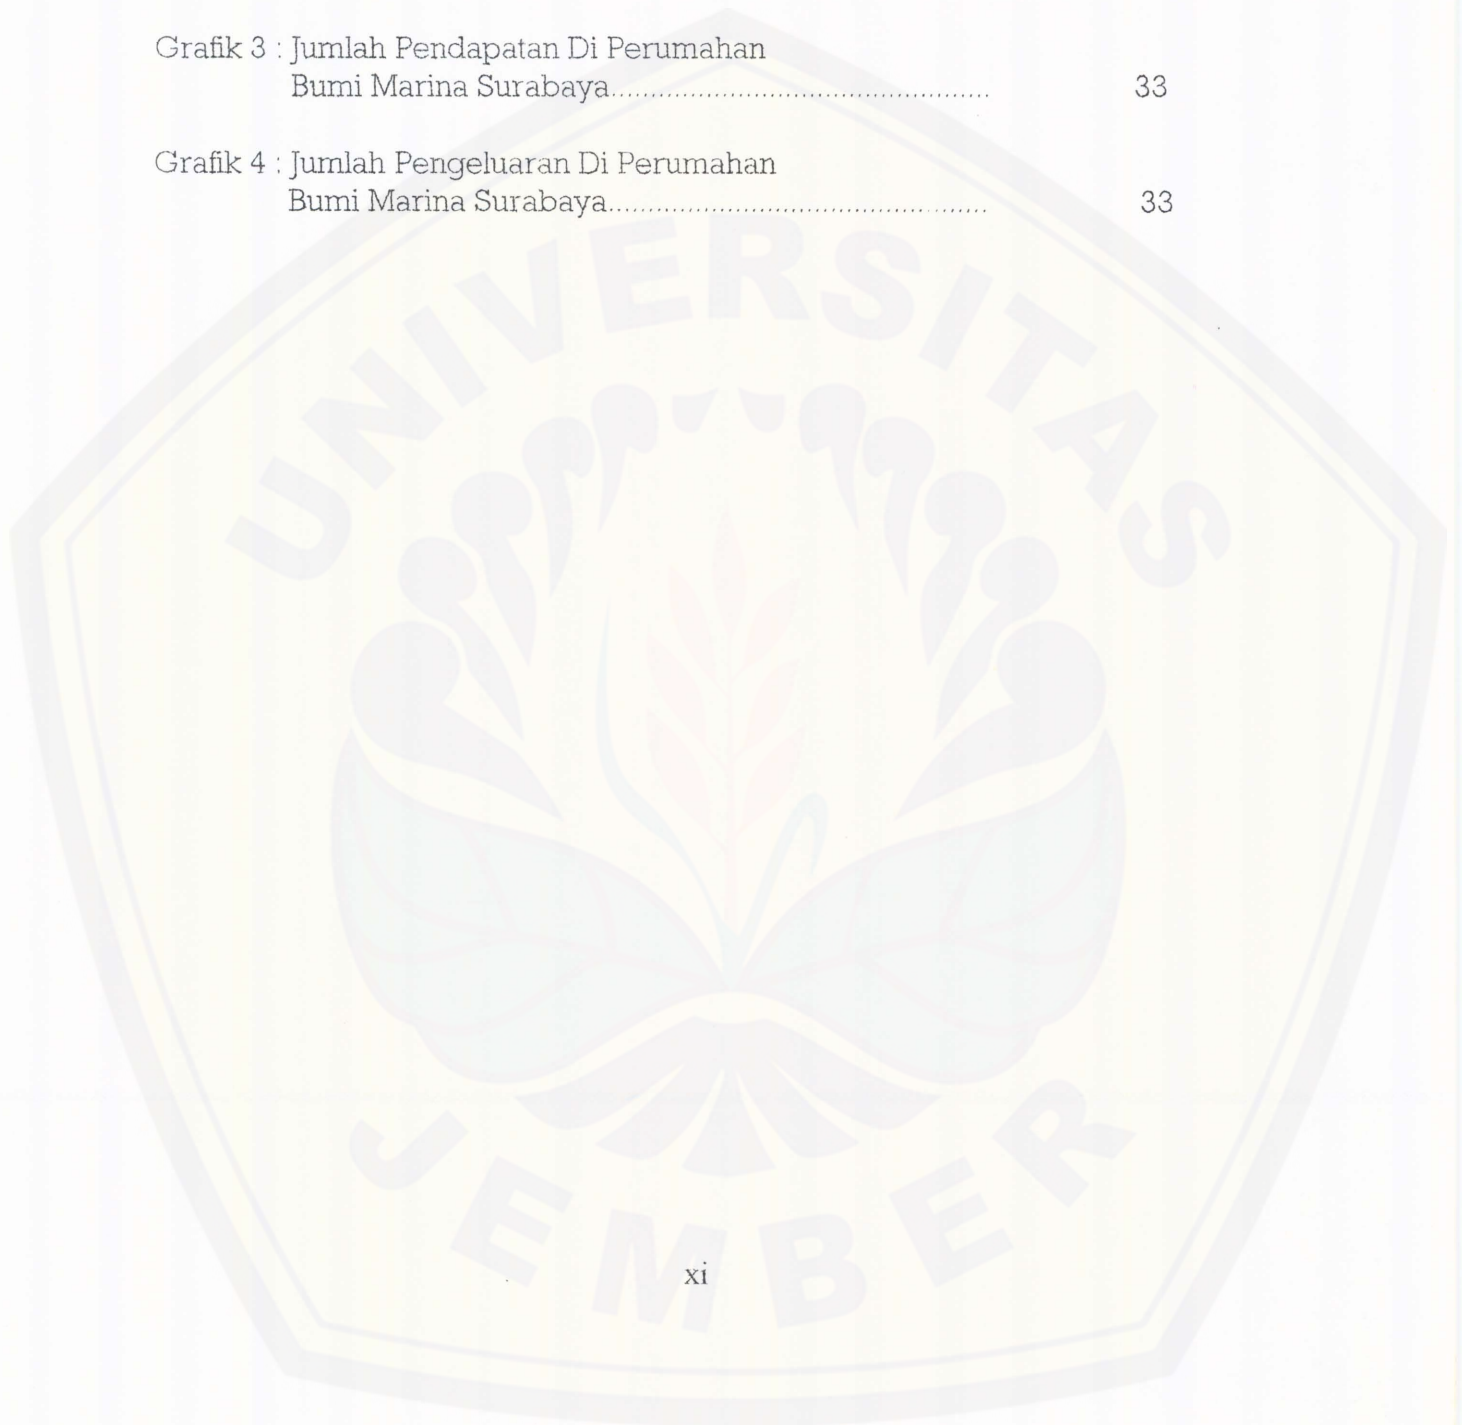 Grafik 3 : Jumlah Pendapatan Di Perumahan
Bumi Marina Surabaya................................................ 33
Grafik 4 : Jumlah Pengeluaran Di Perumahan
Bumi Marina Surabaya................................................ 33
UNIVERSITAS
JEMBER
xi